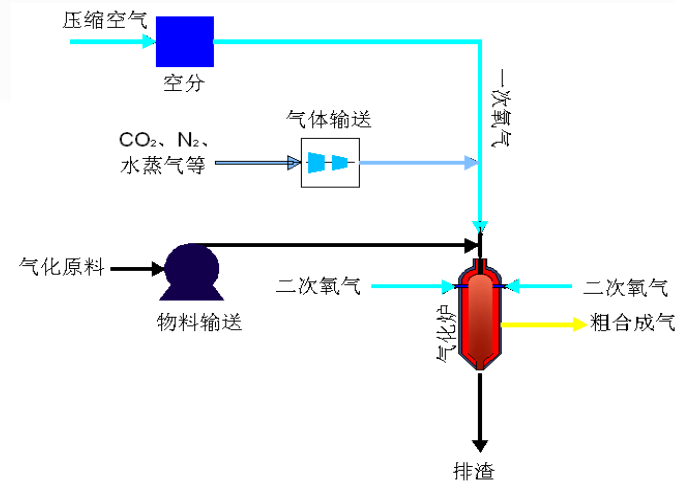 压缩空气
空分
一次氧气
气体输送
CO₂、N₂、
水蒸气等
气化原料
物料输送
二次氧气
二次氧气
气化炉
粗合成气
排渣